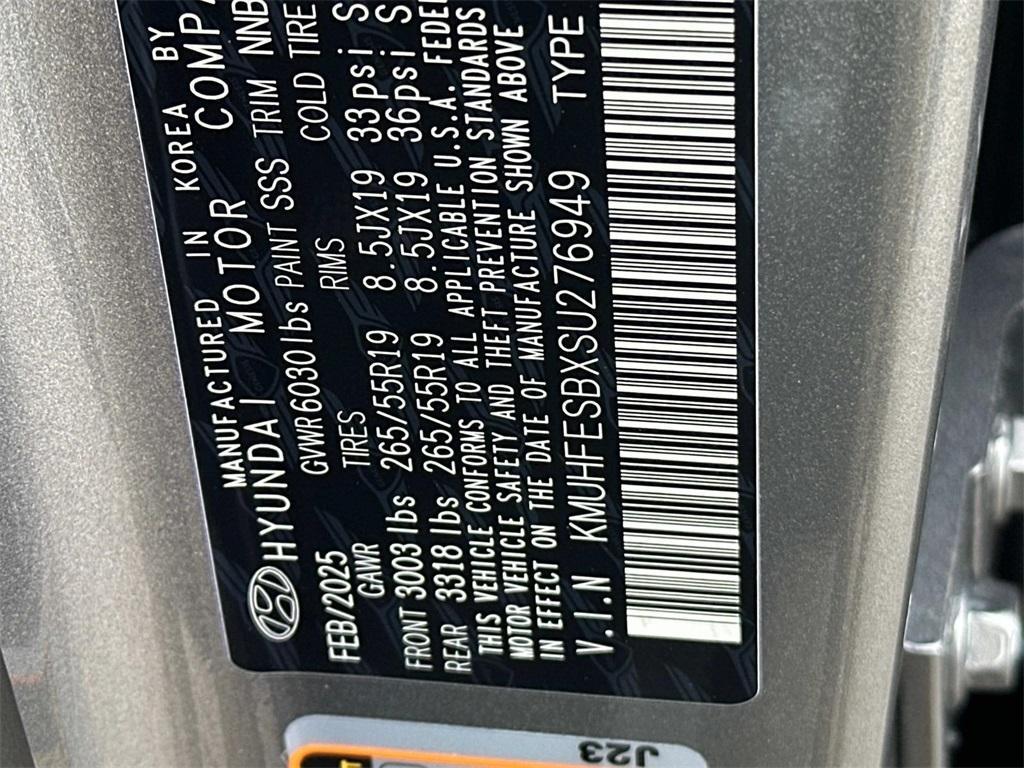 MANUFACTURED IN KOREA BY
HYUNDAI MOTOR COMPA
FEB/2025 GVWR 6030 lbs PAINT SSS TRIM NNB
GAWR TIRES RIMS COLD TIRE
FRONT 3003 lbs 265/55R19 8.5JX19 33psi S
REAR 3318 lbs 265/55R19 8.5JX19 36psi S
THIS VEHICLE CONFORMS TO ALL APPLICABLE U.S.A. FEDE
MOTOR VEHICLE SAFETY AND THEFT PREVENTION STANDARDS
IN EFFECT ON THE DATE OF MANUFACTURE SHOWN ABOVE
V.I.N KMUHFESBXSU276949 TYPE
J23